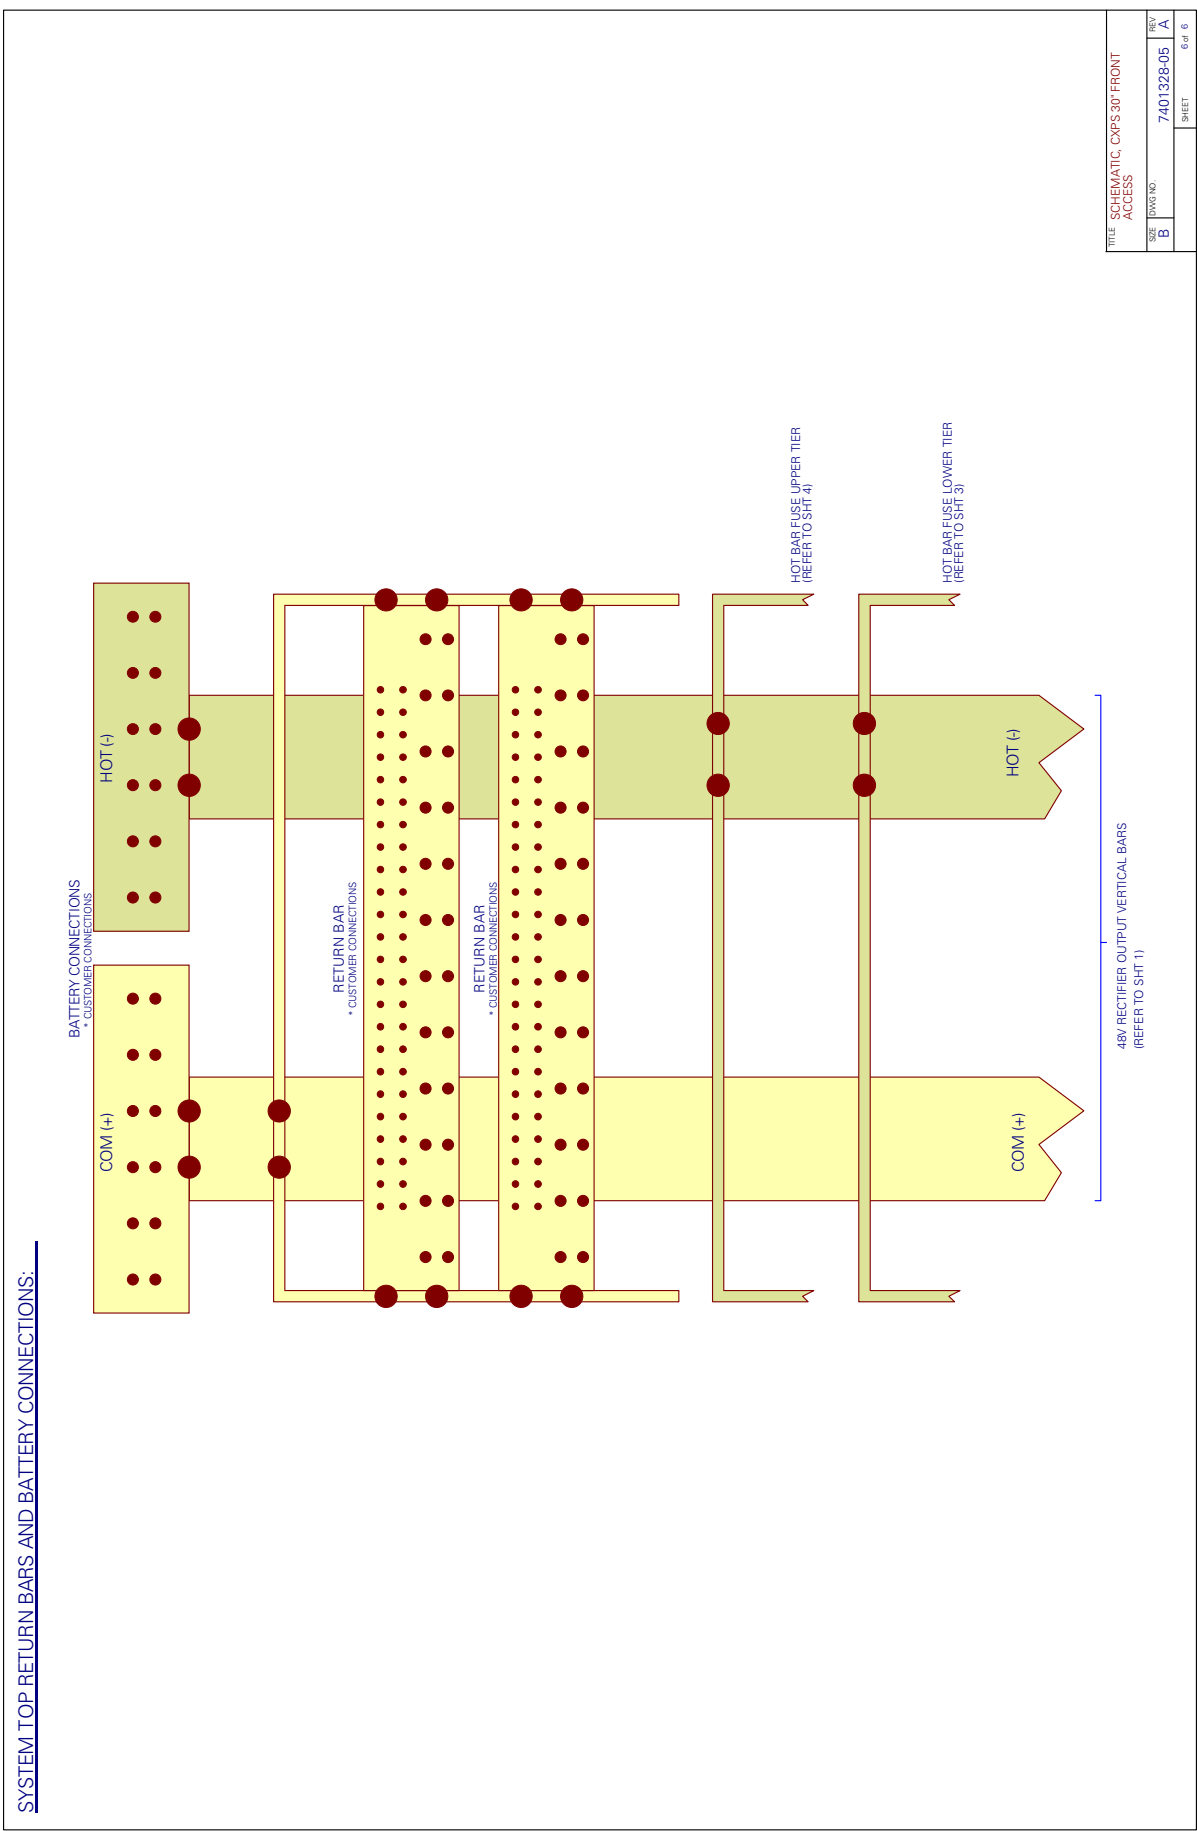 SYSTEM TOP RETURN BARS AND BATTERY CONNECTIONS:
BATTERY CONNECTIONS
* CUSTOMER CONNECTIONS
COM (+)
HOT (-)
RETURN BAR
* CUSTOMER CONNECTIONS
RETURN BAR
* CUSTOMER CONNECTIONS
HOT BAR FUSE UPPER TIER
(REFER TO SHT 4)
HOT BAR FUSE LOWER TIER
(REFER TO SHT 3)
COM (+)
HOT (-)
48V RECTIFIER OUTPUT VERTICAL BARS
(REFER TO SHT 1)
TITLE
SCHEMATIC, CXPS 30" FRONT
ACCESS
SIZE
B
DWG NO.
7401328-05
REV
A
SHEET
6 of 6